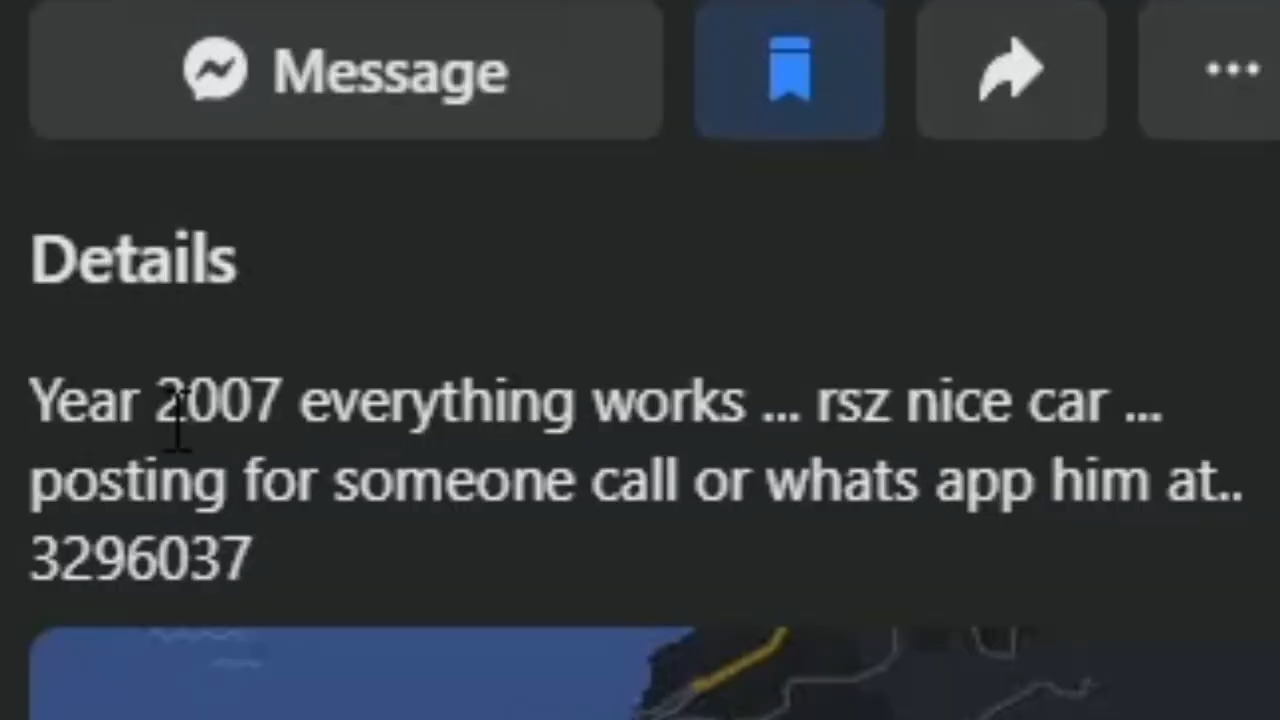 Message
Details
Year 2007 everything works ... rsz nice car ...
posting for someone call or whats app him at..
3296037